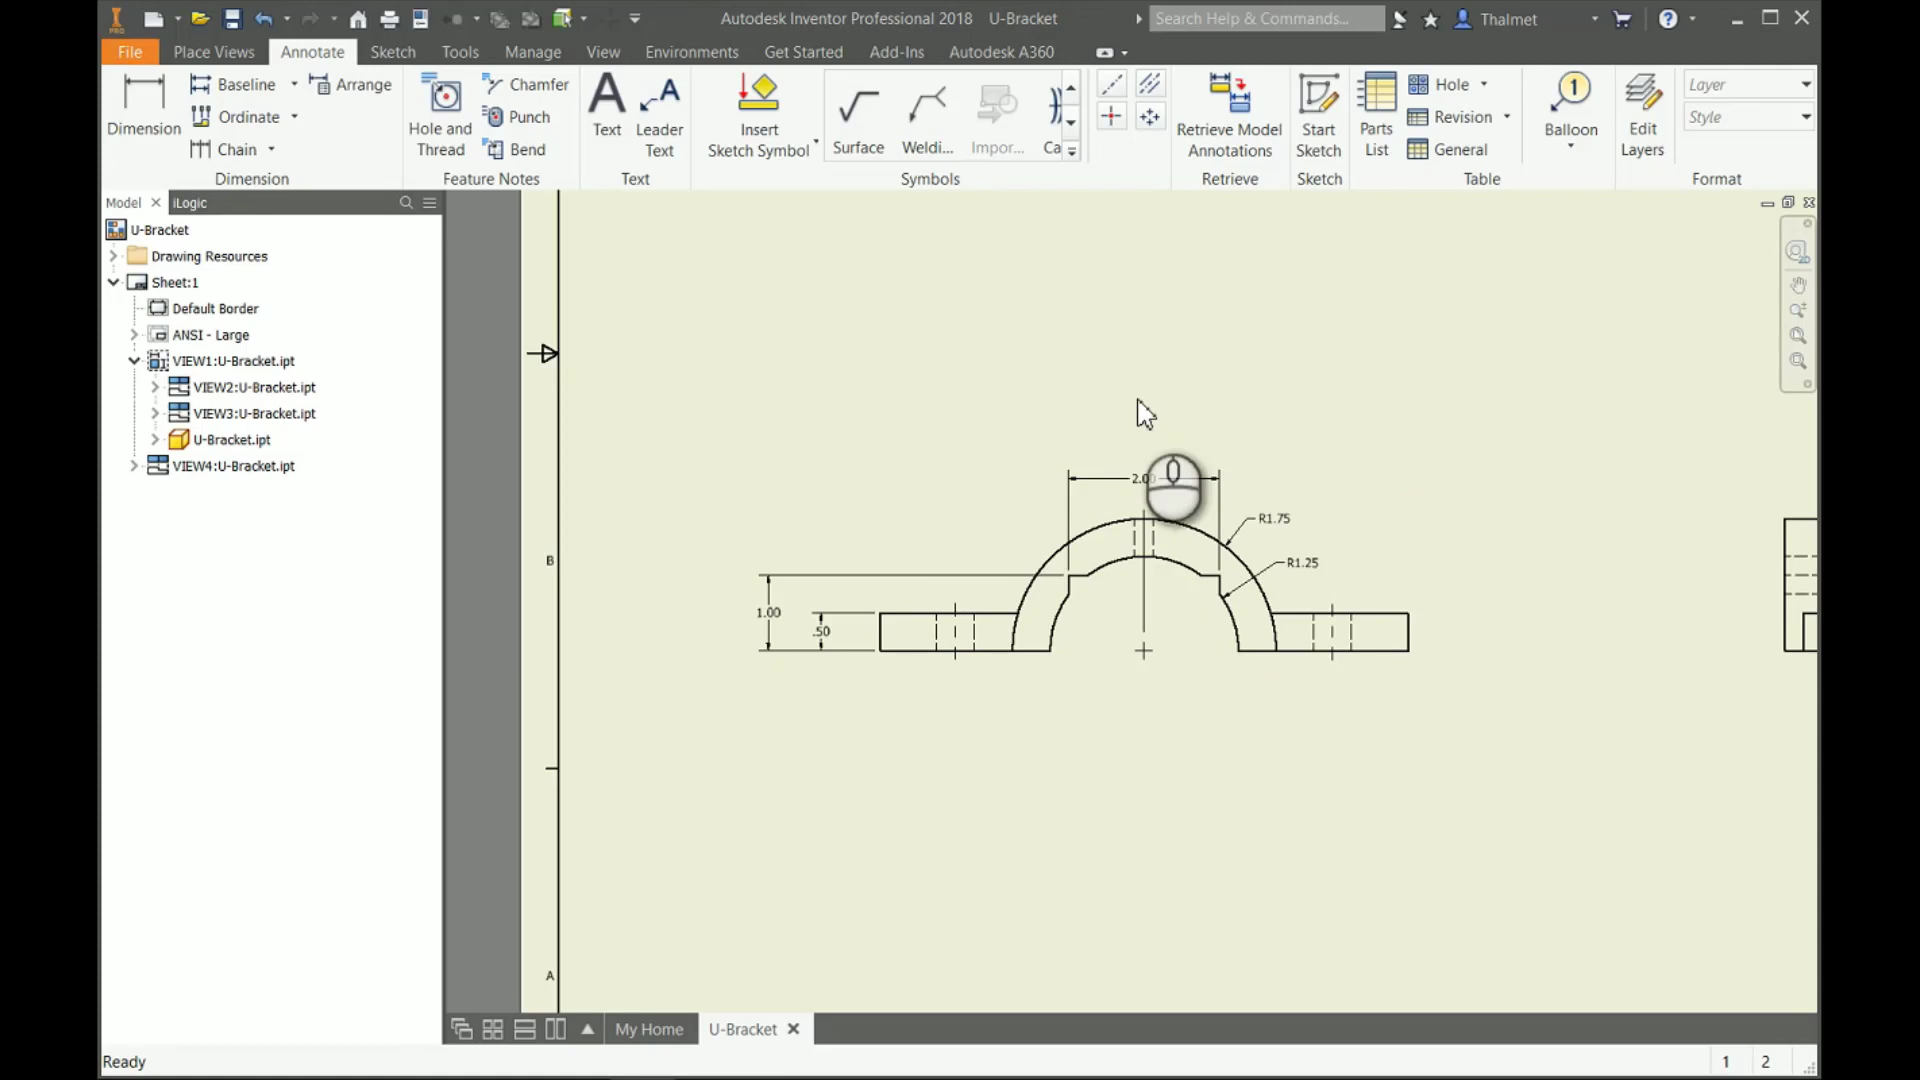 PRO
Autodesk Inventor Professional 2018 U-Bracket
Search Help & Commands...
Thalmet
File Place Views Annotate Sketch Tools Manage View Environments Get Started Add-Ins Autodesk A360
Dimension
Baseline
Arrange
Ordinate
Chain
Dimension
Hole and
Thread
Chamfer
Punch
Bend
Feature Notes
A
Text
A
Leader
Text
Text
Insert
Sketch Symbol
Surface
Weldi...
Impor...
Ca
Symbols
Retrieve Model
Annotations
Retrieve
Start
Sketch
Sketch
Parts
List
Hole
Revision
General
Table
1
Balloon
Edit
Layers
Layer
Style
Format
Model
iLogic
U-Bracket
Drawing Resources
Sheet:1
Default Border
ANSI - Large
VIEW1:U-Bracket.ipt
VIEW2:U-Bracket.ipt
VIEW3:U-Bracket.ipt
U-Bracket.ipt
VIEW4:U-Bracket.ipt
2D
2.00
R1.75
R1.25
B
1.00
.50
A
My Home
U-Bracket
Ready
1 2